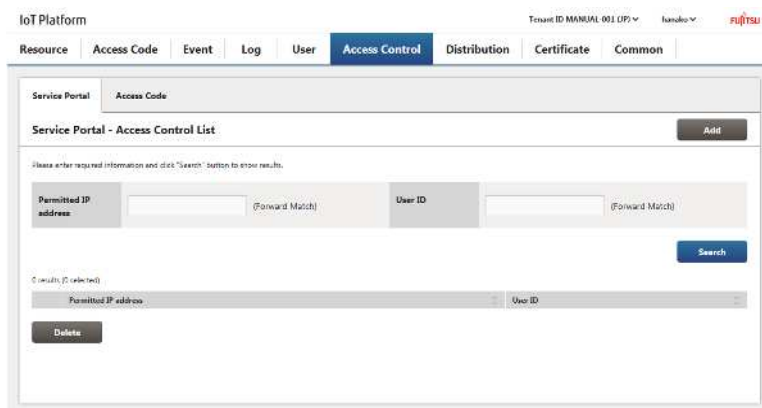 IoT Platform
Tenant ID MANUAL-001 (JP) hanako FUJITSU
Resource Access Code Event Log User Access Control Distribution Certificate Common
Service Portal Access Code
Service Portal - Access Control List Add
Please enter required information and click "Search" button to show results.
Permitted IP address (Forward Match) User ID (Forward Match)
Search
0 results (0 selected)
Permitted IP address User ID
Delete